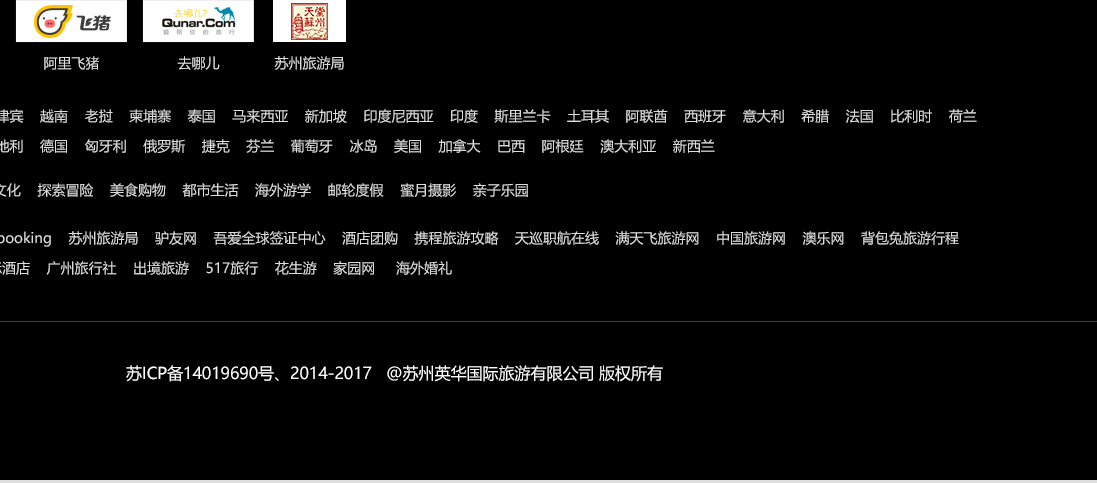 飞猪 去哪儿? Qunar.Com
聪明你的旅行
阿里飞猪 去哪儿 苏州旅游局
津宾 越南 老挝 柬埔寨 泰国 马来西亚 新加坡 印度尼西亚 印度 斯里兰卡 土耳其 阿联酋 西班牙 意大利 希腊 法国 比利时 荷兰
地利 德国 匈牙利 俄罗斯 捷克 芬兰 葡萄牙 冰岛 美国 加拿大 巴西 阿根廷 澳大利亚 新西兰
文化 探索冒险 美食购物 都市生活 海外游学 邮轮度假 蜜月摄影 亲子乐园
booking 苏州旅游局 驴友网 吾爱全球签证中心 酒店团购 携程旅游攻略 天巡职航在线 满天飞旅游网 中国旅游网 澳乐网 背包兔旅游行程
酒店 广州旅行社 出境旅游 517旅行 花生游 家园网 海外婚礼
苏ICP备14019690号、2014-2017 @苏州英华国际旅游有限公司 版权所有